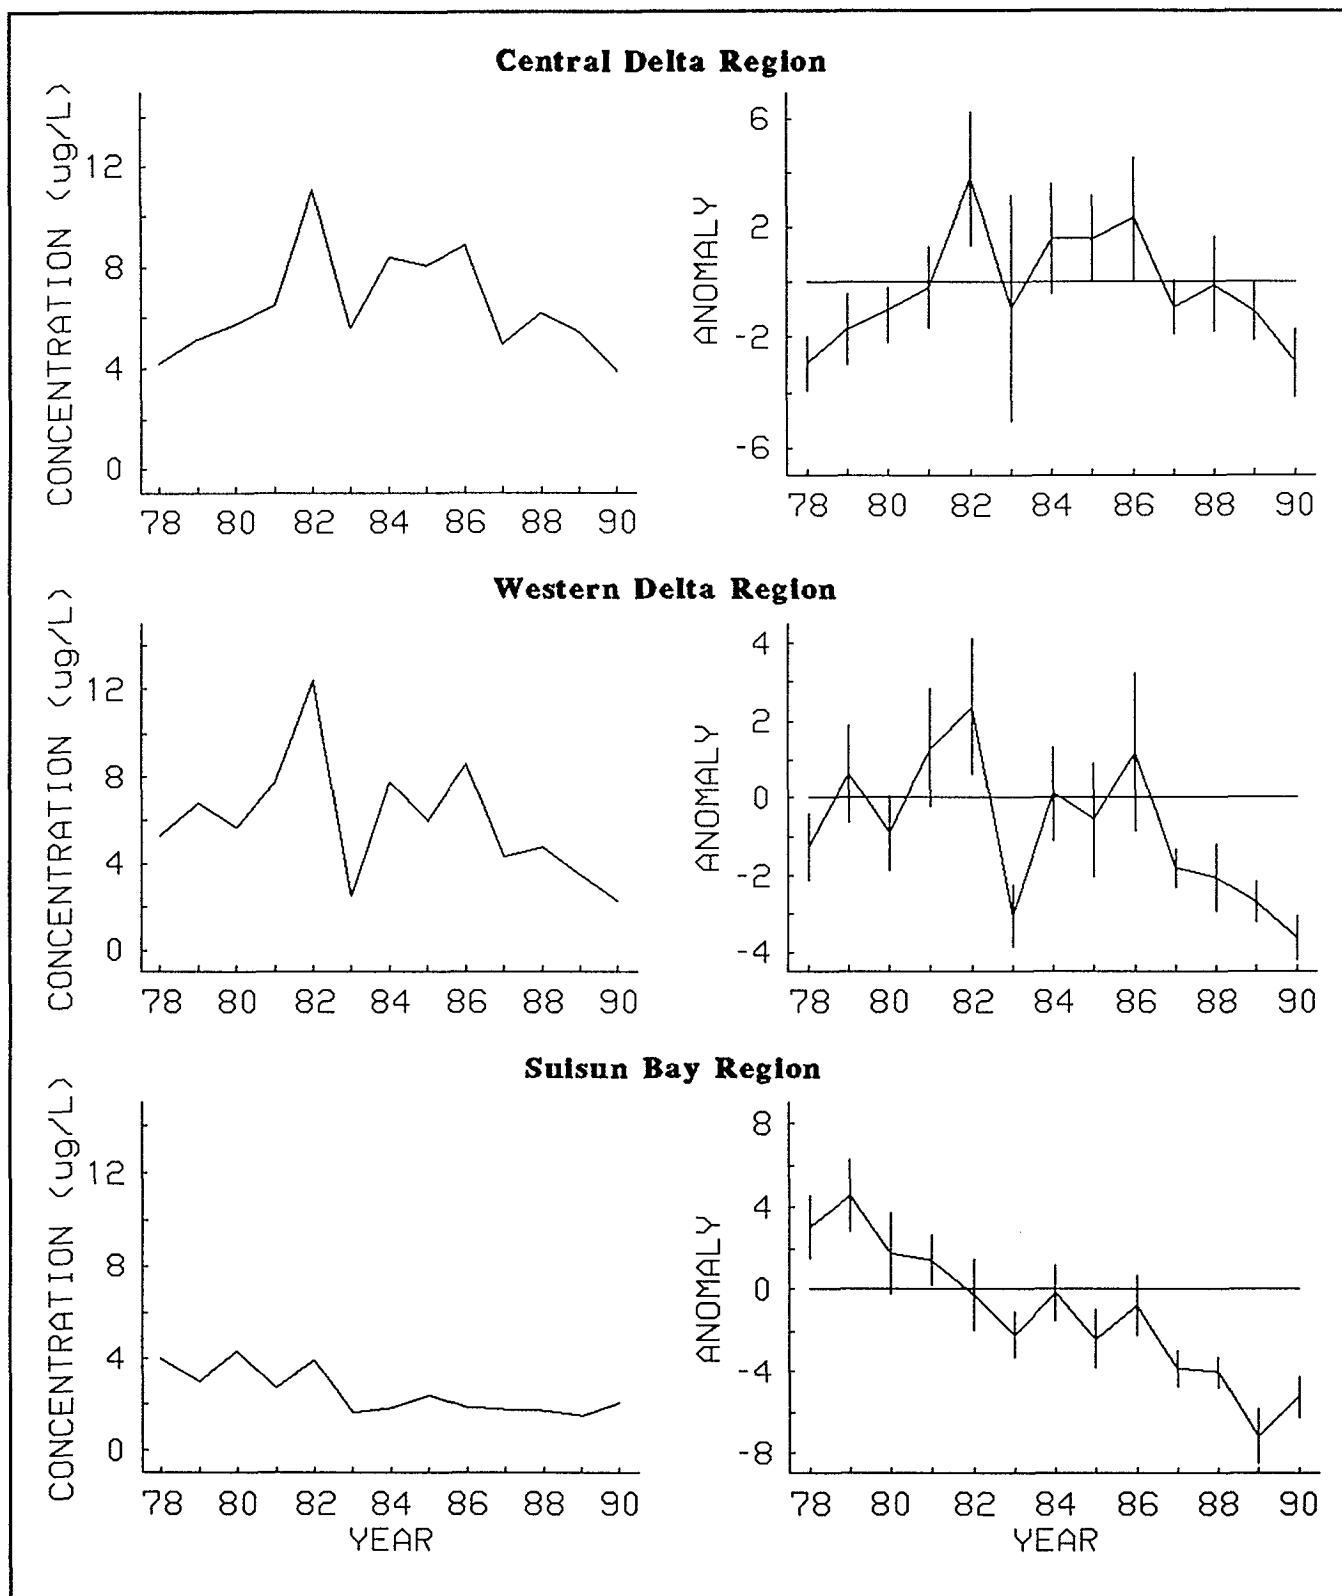 Central Delta Region
CONCENTRATION (ug/L)
12
8
4
0
78 80 82 84 86 88 90
ANOMALY
6
2
-2
-6
78 80 82 84 86 88 90
Western Delta Region
CONCENTRATION (ug/L)
12
8
4
0
78 80 82 84 86 88 90
ANOMALY
4
2
0
-2
-4
78 80 82 84 86 88 90
Suisun Bay Region
CONCENTRATION (ug/L)
12
8
4
0
78 80 82 84 86 88 90
YEAR
ANOMALY
8
4
0
-4
-8
78 80 82 84 86 88 90
YEAR